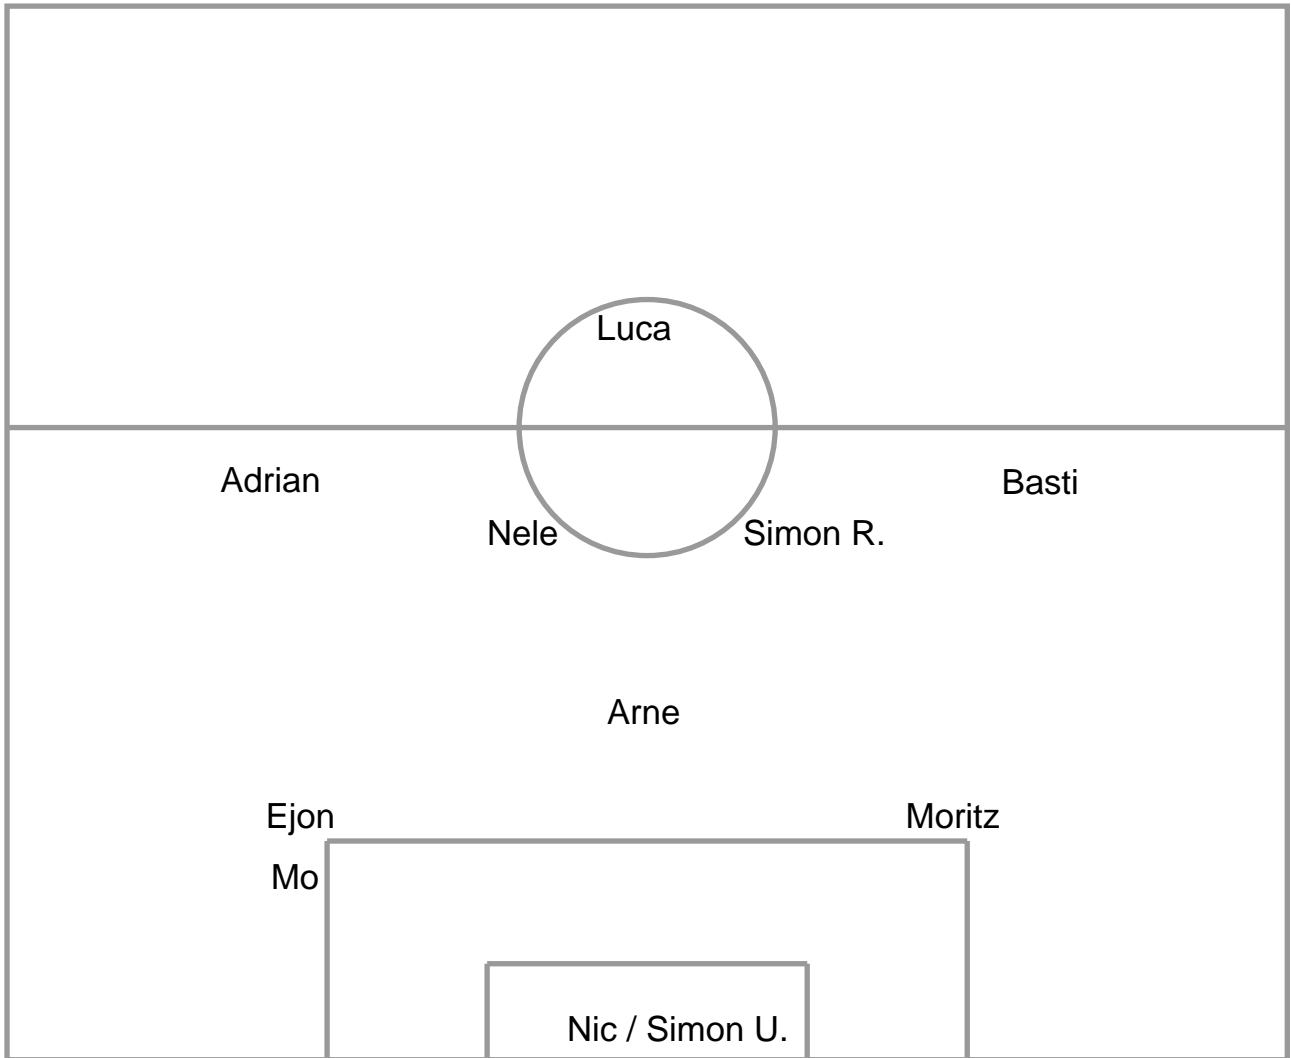 Luca
Adrian
Basti
Nele
Simon R.
Arne
Ejon
Moritz
Mo
Nic / Simon U.